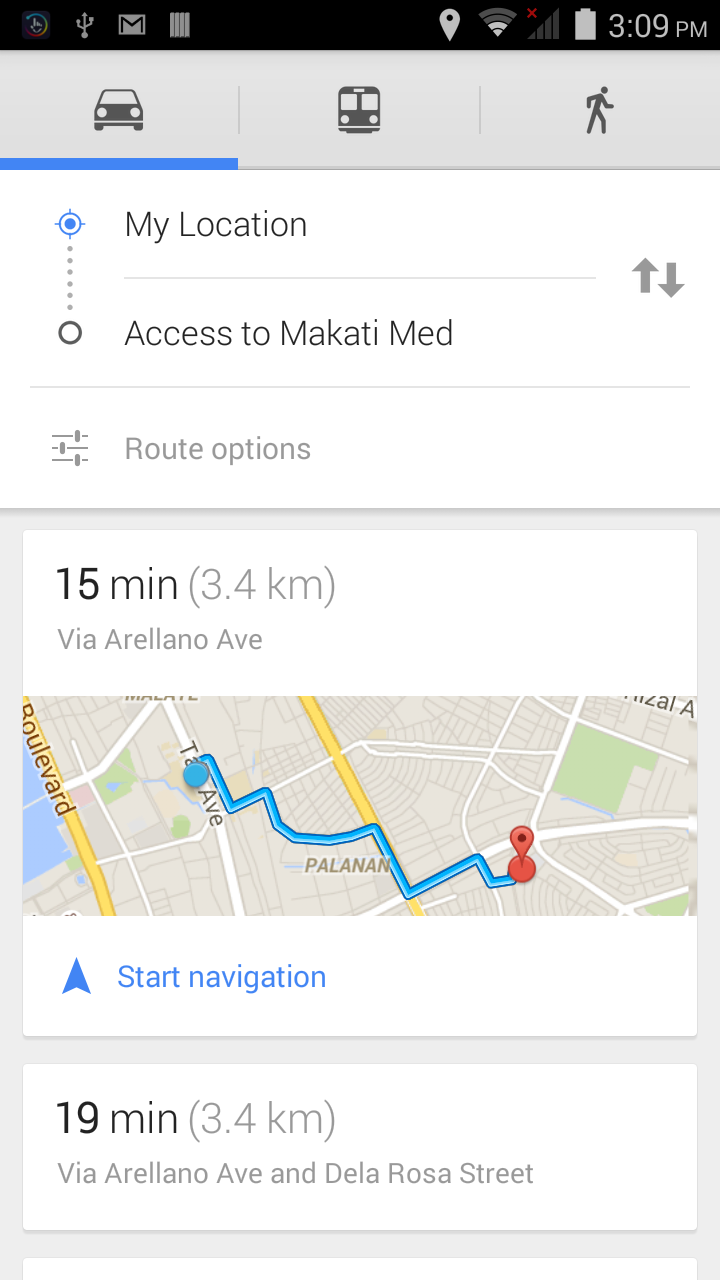 3:09 PM
My Location
Access to Makati Med
Route options
15 min (3.4 km)
Via Arellano Ave
MALATE
Rizal A
Boulevard
Ave
PALANAN
Start navigation
19 min (3.4 km)
Via Arellano Ave and Dela Rosa Street